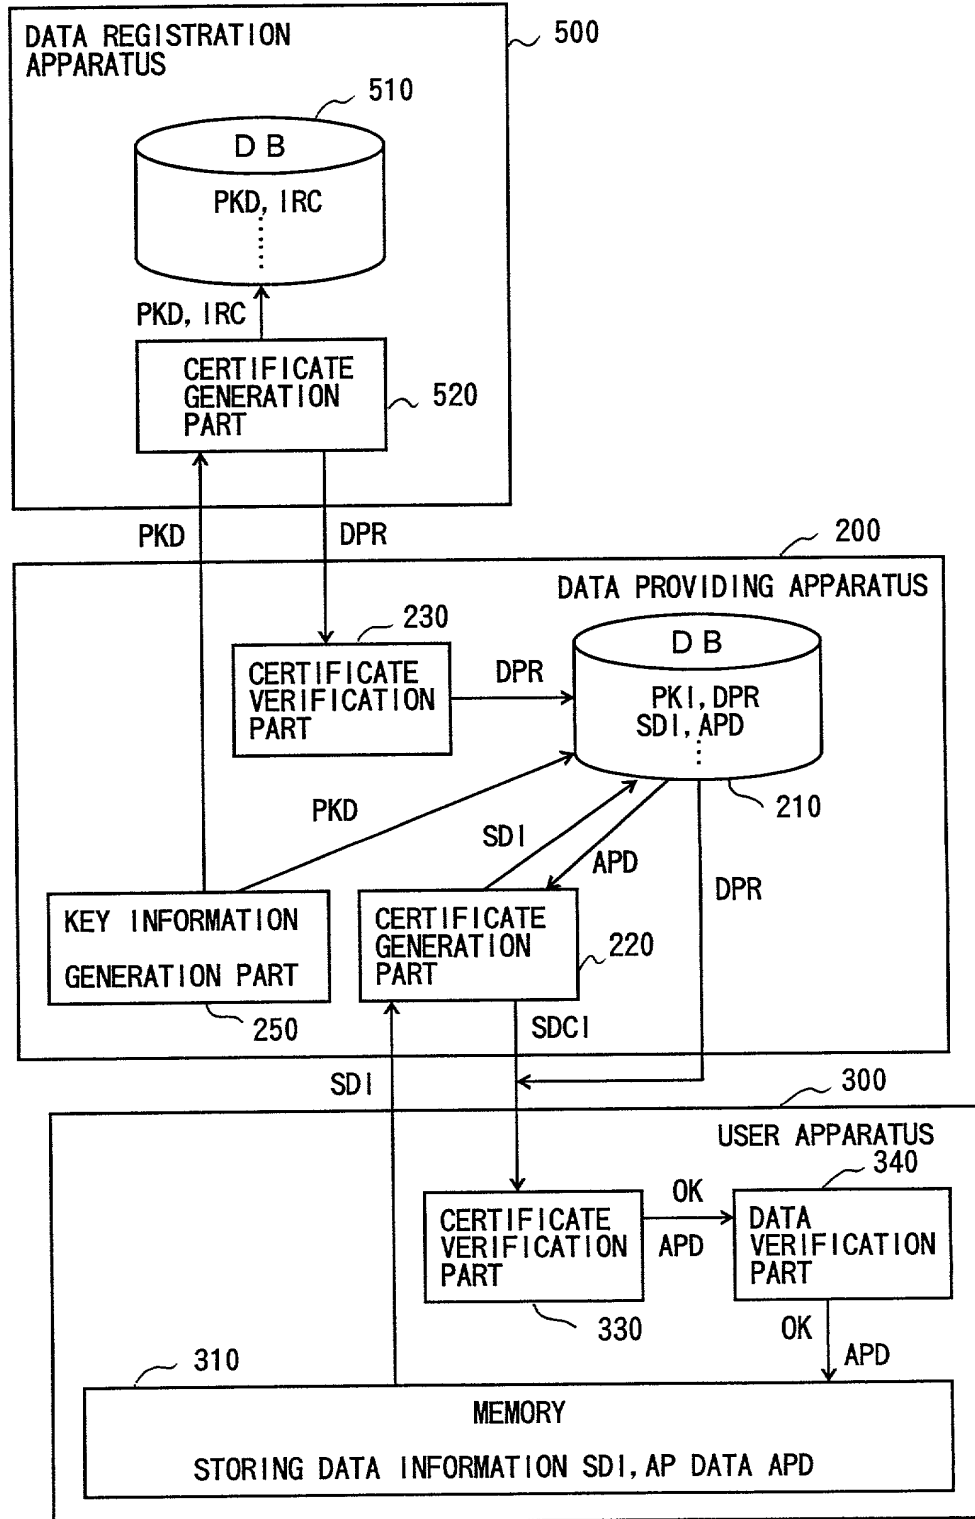 DATA REGISTRATION
APPARATUS
500
510
D B
PKD, IRC
PKD, IRC
CERTIFICATE
GENERATION
PART
520
PKD
DPR
200
DATA PROVIDING APPARATUS
230
CERTIFICATE
VERIFICATION
PART
DPR
D B
PKI, DPR
SDI, APD
210
PKD
SDI
APD
DPR
KEY INFORMATION
GENERATION PART
250
CERTIFICATE
GENERATION
PART
220
SDCI
SDI
300
USER APPARATUS
340
CERTIFICATE
VERIFICATION
PART
330
OK
APD
DATA
VERIFICATION
PART
OK
APD
310
MEMORY
STORING DATA INFORMATION SDI, AP DATA APD